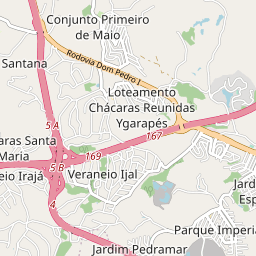 Conjunto Primeiro
de Maio
Rodovia Dom Pedro I
Santana
Loteamento
Chácaras Reunidas
Ygarapés
5 A
167
aras Santa
Maria
169
5 B
eio Irajá
Veraneio Ijal
4
Jard
Esp
Parque Imperia
Jardim Pedramar